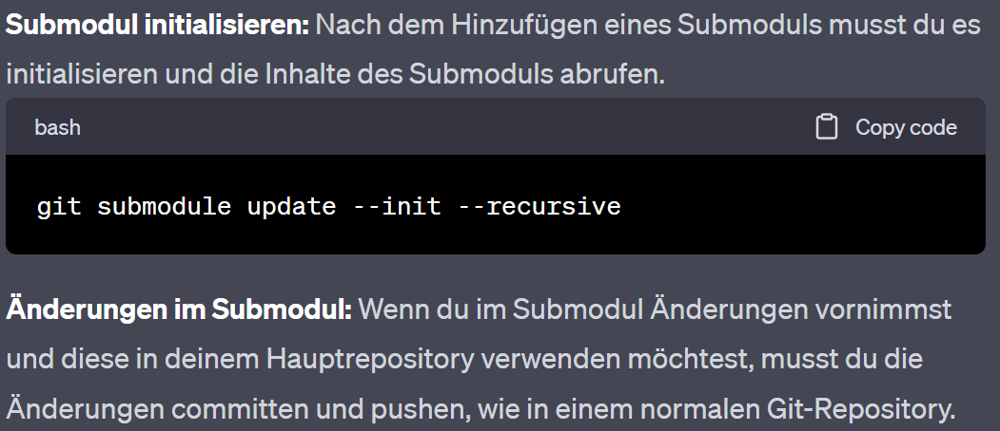 Submodul initialisieren: Nach dem Hinzufügen eines Submoduls musst du es
initialisieren und die Inhalte des Submoduls abrufen.
bash
Copy code
git submodule update --init --recursive
Änderungen im Submodul: Wenn du im Submodul Änderungen vornimmst
und diese in deinem Hauptrepository verwenden möchtest, musst du die
Änderungen committen und pushen, wie in einem normalen Git-Repository.